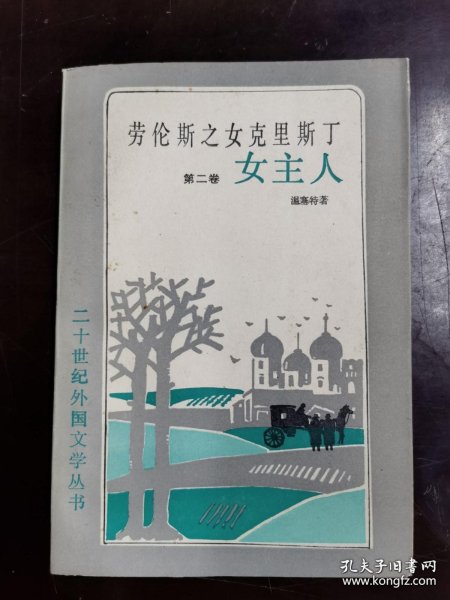 劳伦斯之女克里斯丁
第二卷 女主人
温塞特著
二十世纪外国文学丛书
孔夫子旧书网
www.kongfz.com